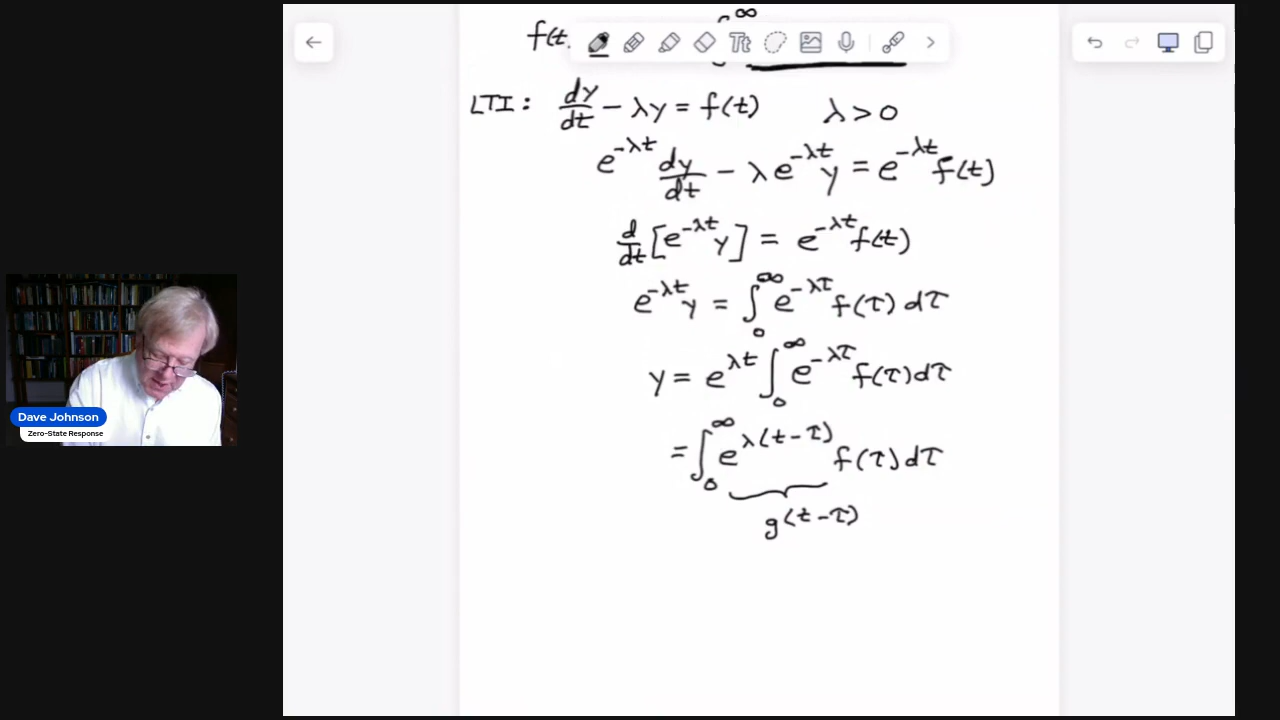 f(t
∞
LTI: dy/dt − λy = f(t) λ > 0
e^{-λt} dy/dt − λ e^{-λt} y = e^{-λt} f(t)
d/dt [e^{-λt} y] = e^{-λt} f(t)
e^{-λt} y = ∫_0^∞ e^{-λτ} f(τ) dτ
y = e^{λt} ∫_0^∞ e^{-λτ} f(τ) dτ
= ∫_0^∞ e^{λ(t-τ)} f(τ) dτ
g(t-τ)
Tt
Dave Johnson
Zero-State Response